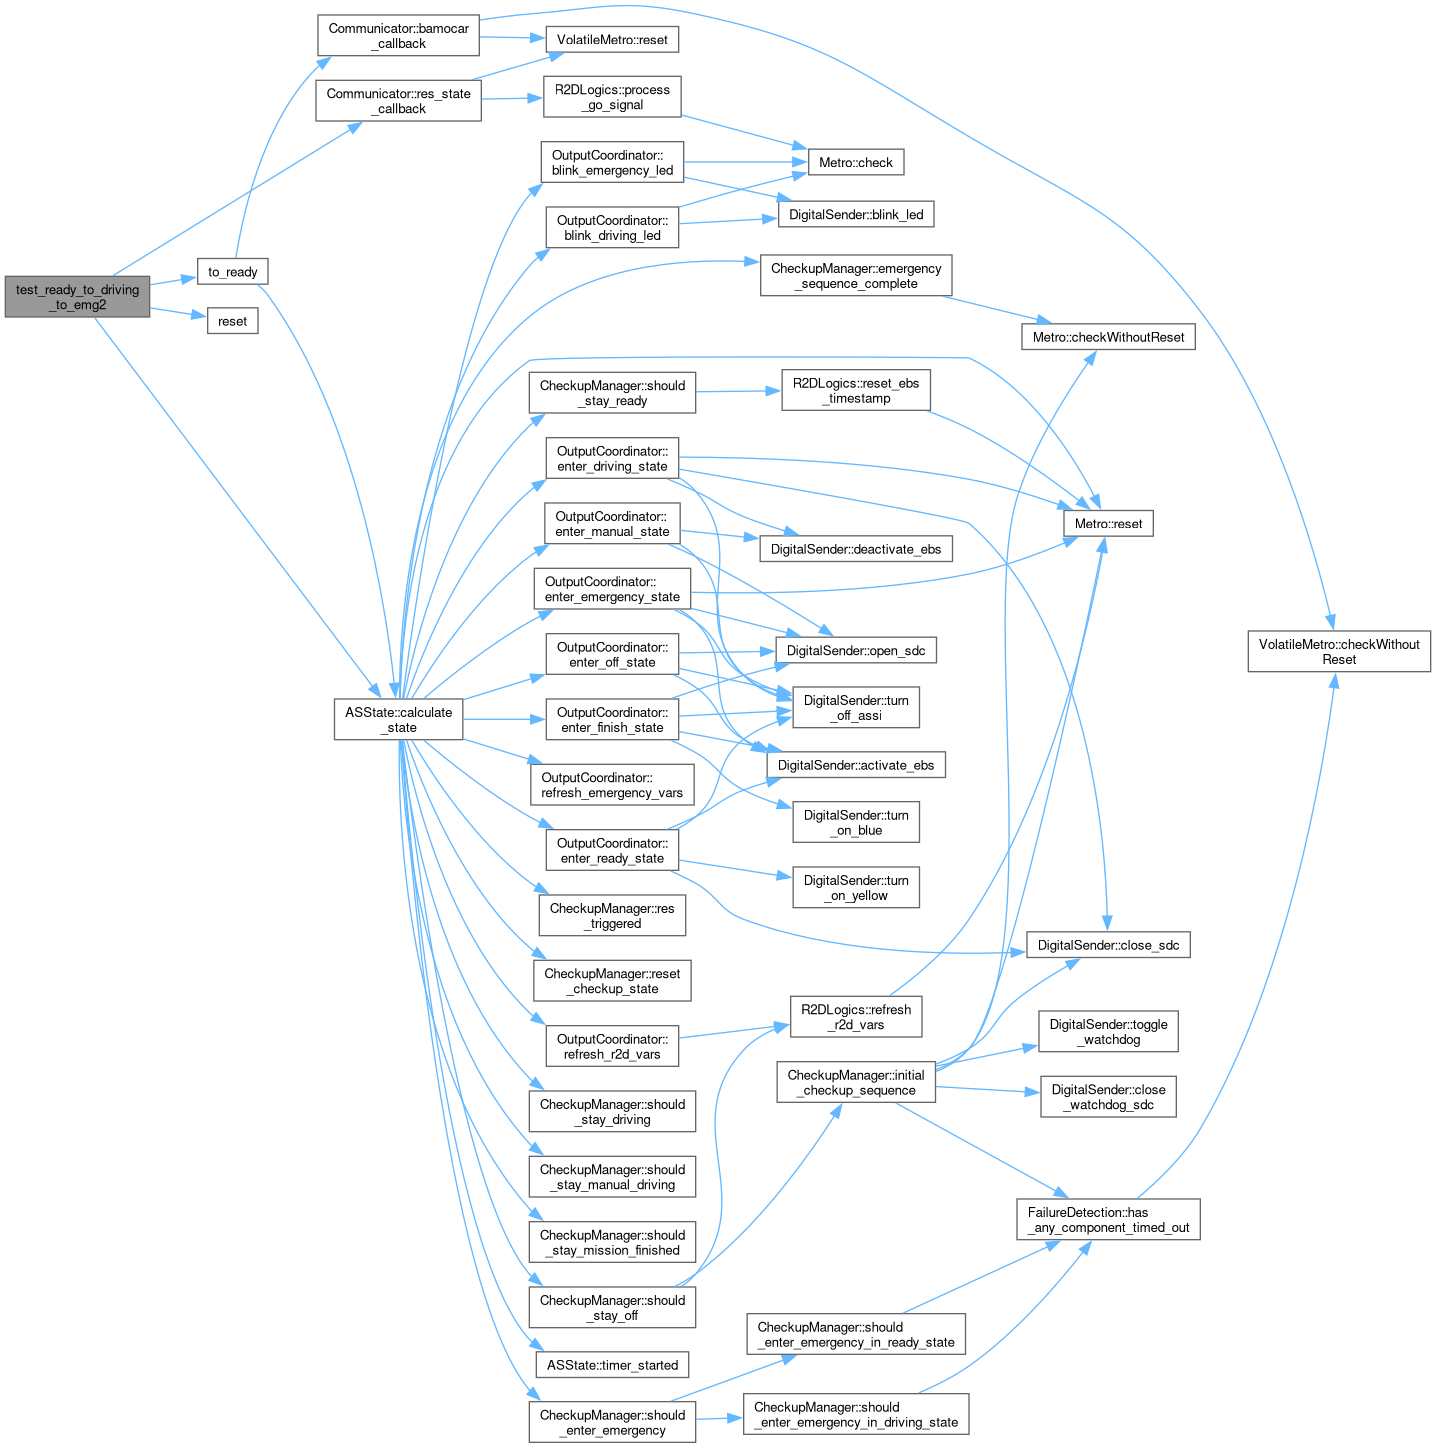 test_ready_to_driving
_to_emg2
to_ready
reset
Communicator::bamocar
_callback
Communicator::res_state
_callback
ASState::calculate
_state
VolatileMetro::reset
R2DLogics::process
_go_signal
OutputCoordinator::
blink_emergency_led
OutputCoordinator::
blink_driving_led
CheckupManager::should
_stay_ready
OutputCoordinator::
enter_driving_state
OutputCoordinator::
enter_manual_state
OutputCoordinator::
enter_emergency_state
OutputCoordinator::
enter_off_state
OutputCoordinator::
enter_finish_state
OutputCoordinator::
refresh_emergency_vars
OutputCoordinator::
enter_ready_state
CheckupManager::res
_triggered
CheckupManager::reset
_checkup_state
OutputCoordinator::
refresh_r2d_vars
CheckupManager::should
_stay_driving
CheckupManager::should
_stay_manual_driving
CheckupManager::should
_stay_mission_finished
CheckupManager::should
_stay_off
ASState::timer_started
CheckupManager::should
_enter_emergency
Metro::check
DigitalSender::blink_led
CheckupManager::emergency
_sequence_complete
R2DLogics::reset_ebs
_timestamp
DigitalSender::deactivate_ebs
DigitalSender::open_sdc
DigitalSender::turn
_off_assi
DigitalSender::activate_ebs
DigitalSender::turn
_on_blue
DigitalSender::turn
_on_yellow
R2DLogics::refresh
_r2d_vars
CheckupManager::initial
_checkup_sequence
CheckupManager::should
_enter_emergency_in_ready_state
CheckupManager::should
_enter_emergency_in_driving_state
Metro::checkWithoutReset
Metro::reset
DigitalSender::close_sdc
DigitalSender::toggle
_watchdog
DigitalSender::close
_watchdog_sdc
FailureDetection::has
_any_component_timed_out
VolatileMetro::checkWithout
Reset